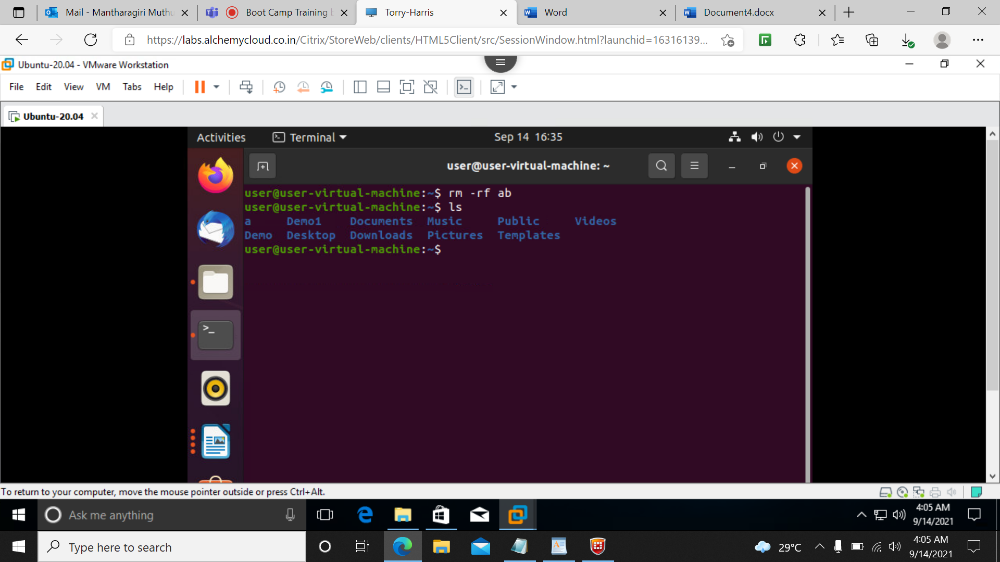 Mail - Mantharagiri Muthu
Boot Camp Training b
Torry-Harris
Word
Document4.docx
https://labs.alchemycloud.co.in/Citrix/StoreWeb/clients/HTML5Client/src/SessionWindow.html?launchid=16316139...
Ubuntu-20.04 - VMware Workstation
File Edit View VM Tabs Help
Ubuntu-20.04
Activities Terminal Sep 14 16:35
user@user-virtual-machine: ~
user@user-virtual-machine:~$ rm -rf ab
user@user-virtual-machine:~$ ls
a Demo1 Documents Music Public Videos
Demo Desktop Downloads Pictures Templates
user@user-virtual-machine:~$
To return to your computer, move the mouse pointer outside or press Ctrl+Alt.
Ask me anything
4:05 AM
9/14/2021
Type here to search
29°C
4:05 AM
9/14/2021